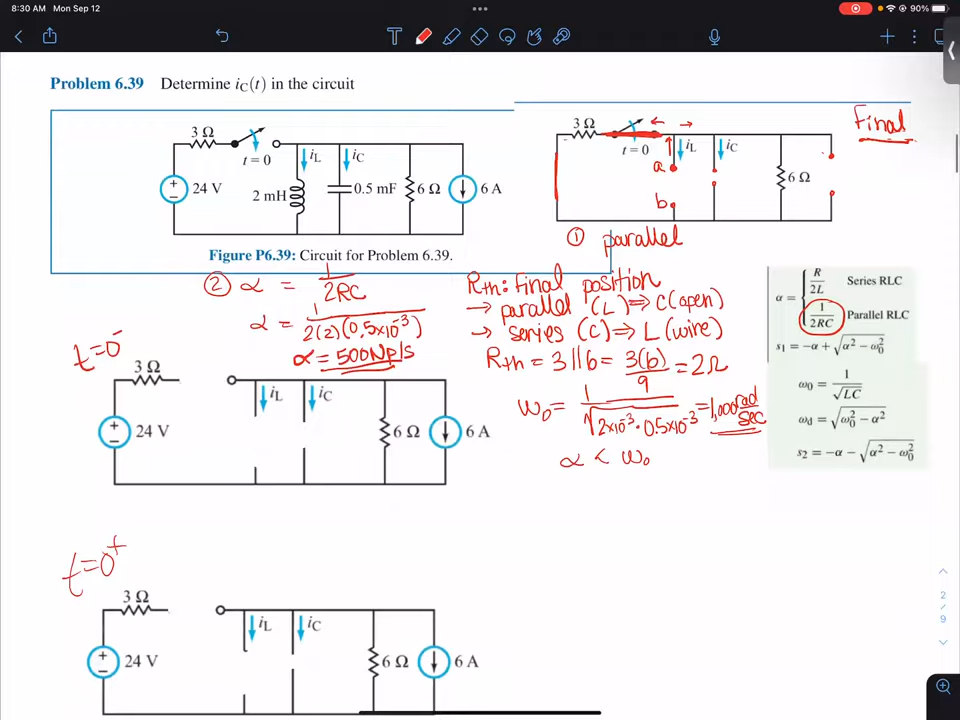 8:30 AM Mon Sep 12
90%
Problem 6.39 Determine iC(t) in the circuit
3 Ω
t = 0
iL
iC
24 V
2 mH
0.5 mF
6 Ω
6 A
Figure P6.39: Circuit for Problem 6.39.
3 Ω
t = 0
iL
iC
a
b
6 Ω
Final
① parallel
② α = 1/2RC
α = 1/2(2)(0.5x10⁻³)
α = 500Np/s
Rth: Final position
→ parallel (L) ⇒ C(open)
→ series (C) ⇒ L (wire)
Rth = 3||6 = 3(6)/9 = 2Ω
ω₀ = 1/√2x10⁻³·0.5x10⁻³ = 1,000 rad/sec
α < ω₀
α = { R/2L Series RLC
1/2RC Parallel RLC
s1 = −α + √α² − ω0²
ω0 = 1/√LC
ωd = √ω0² − α²
s2 = −α − √α² − ω0²
t=0⁻
3 Ω
24 V
iL
iC
6 Ω
6 A
t=0⁺
3 Ω
24 V
iL
iC
6 Ω
6 A
2
/
9